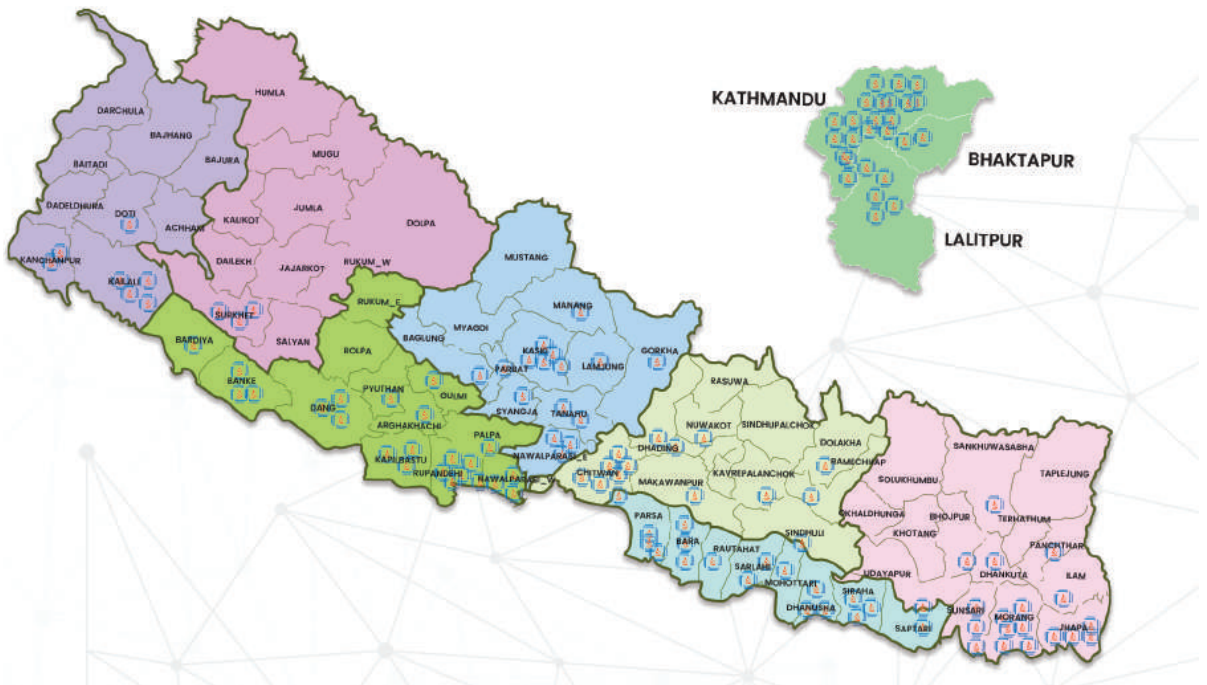 HUMLA
DARCHULA
BAJHANG
BAJURA
MUGU
BAITADI
DADELDHURA
DOTI
ACHHAM
KALIKOT
JUMLA
DOLPA
KANCHANPUR
KAILALI
DAILEKH
JAJARKOT
RUKUM_W
SURKHET
SALYAN
RUKUM_E
BARDIYA
BANKE
ROLPA
DANG
PYUTHAN
GULMI
ARGHAKHACHI
PALPA
KAPILBASTU
RUPANDEHI
NAWALPARASI_W
MUSTANG
MANANG
MYAGDI
BAGLUNG
KASKI
PARBAT
LAMJUNG
GORKHA
SYANGJA
TANAHU
NAWALPARASI_E
RASUWA
NUWAKOT
SINDHUPALCHOK
DHADING
DOLAKHA
RAMECHHAP
CHITWAN
MAKAWANPUR
KAVREPALANCHOK
SINDHULI
PARSA
BARA
RAUTAHAT
SARLAHI
MOHOTTARI
DHANUSHA
SIRAHA
SAPTARI
SANKHUWASABHA
TAPLEJUNG
SOLUKHUMBU
OKHALDHUNGA
BHOJPUR
TERHATHUM
KHOTANG
PANCHTHAR
UDAYAPUR
DHANKUTA
ILAM
SUNSARI
MORANG
JHAPA
KATHMANDU
BHAKTAPUR
LALITPUR